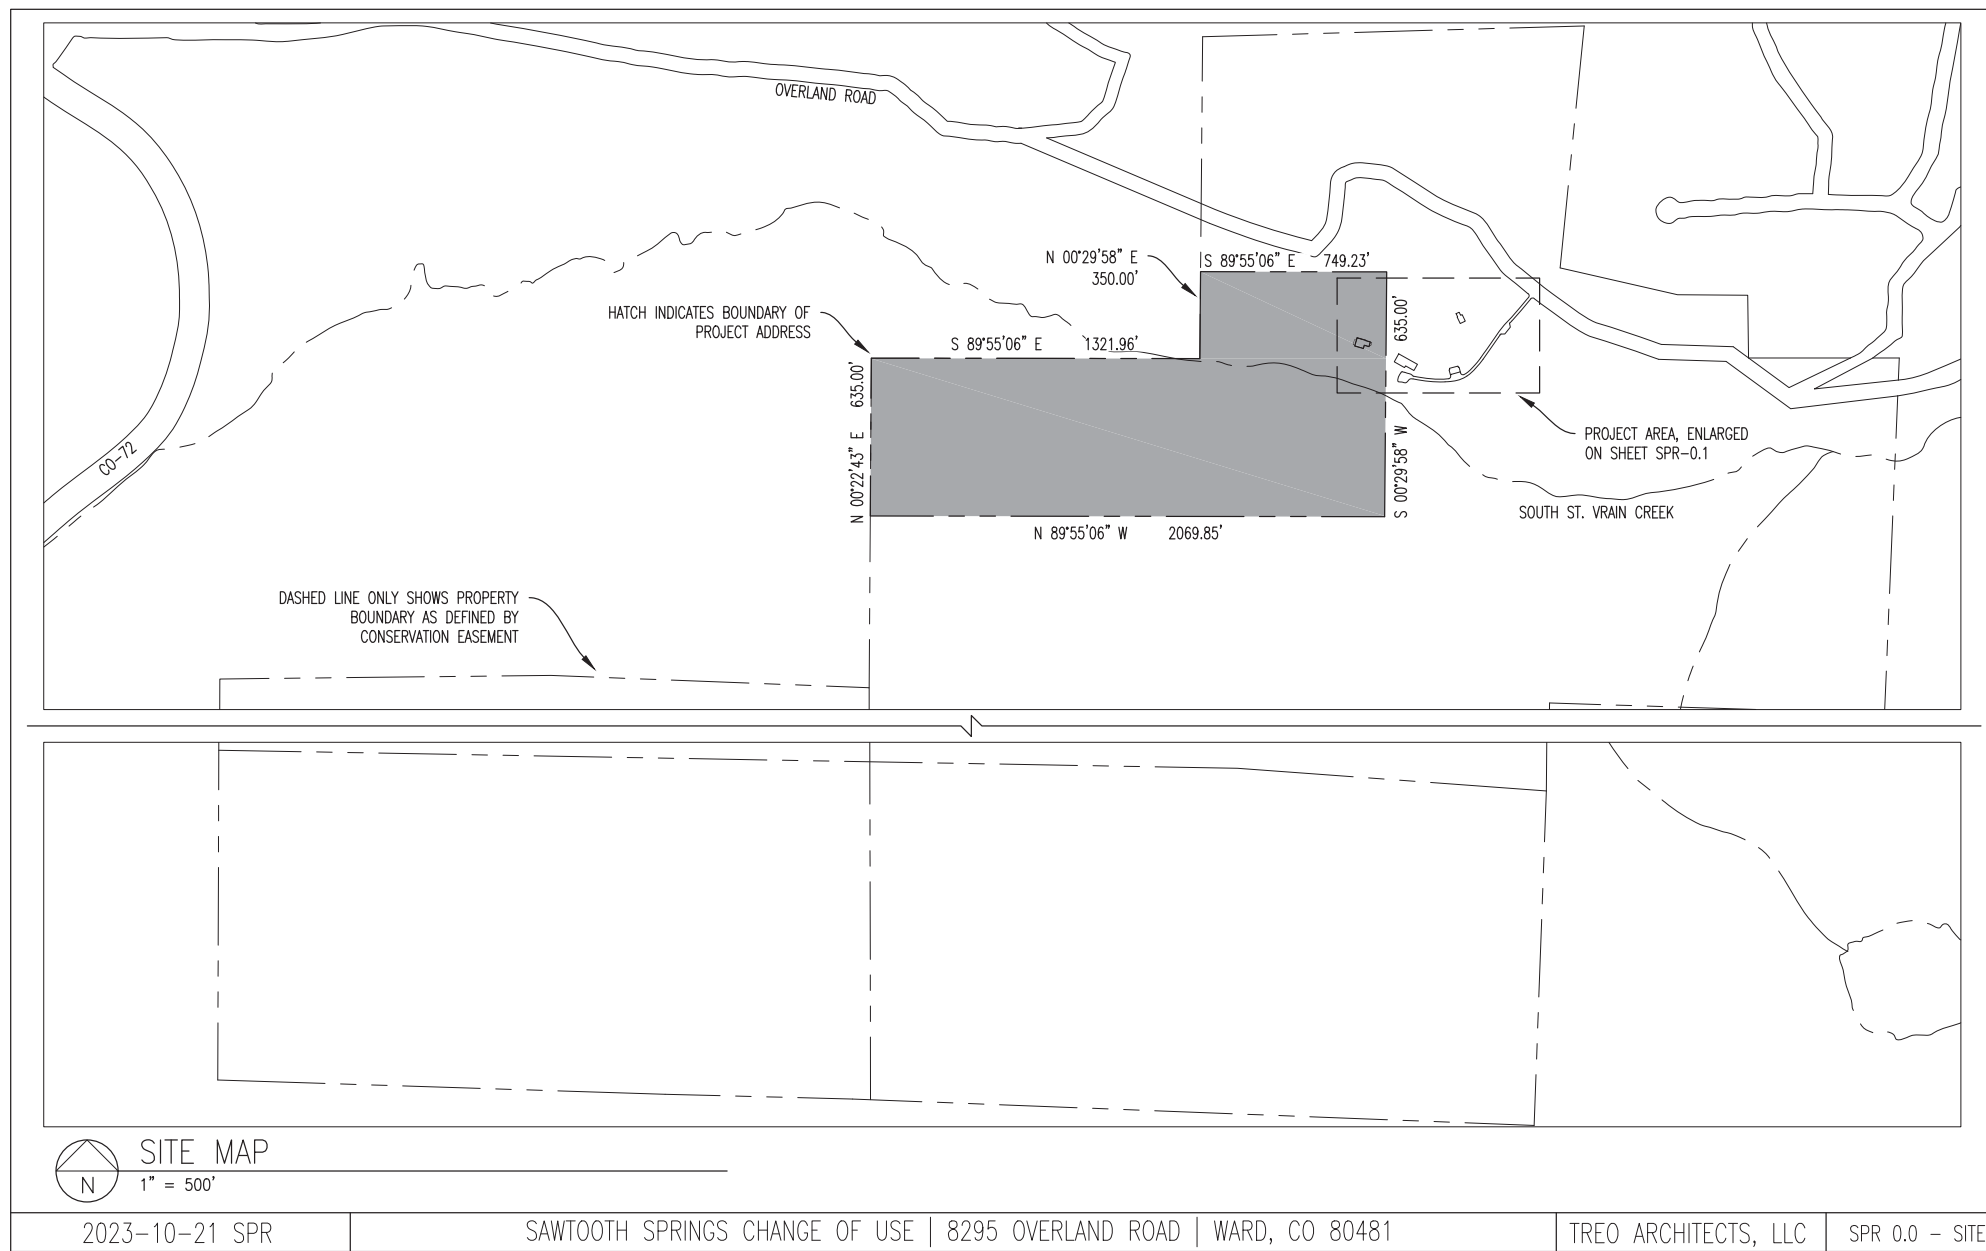 OVERLAND ROAD
N 00°29'58" E
350.00'
S 89°55'06" E 749.23'
HATCH INDICATES BOUNDARY OF
PROJECT ADDRESS
S 89°55'06" E 1321.96'
635.00'
N 00°22'43" E 635.00'
S 00°29'58" W
CO-72
PROJECT AREA, ENLARGED
ON SHEET SPR-0.1
SOUTH ST. VRAIN CREEK
N 89°55'06" W 2069.85'
DASHED LINE ONLY SHOWS PROPERTY
BOUNDARY AS DEFINED BY
CONSERVATION EASEMENT
SITE MAP
N
1" = 500'
2023-10-21 SPR
SAWTOOTH SPRINGS CHANGE OF USE | 8295 OVERLAND ROAD | WARD, CO 80481
TREO ARCHITECTS, LLC
SPR 0.0 - SITE